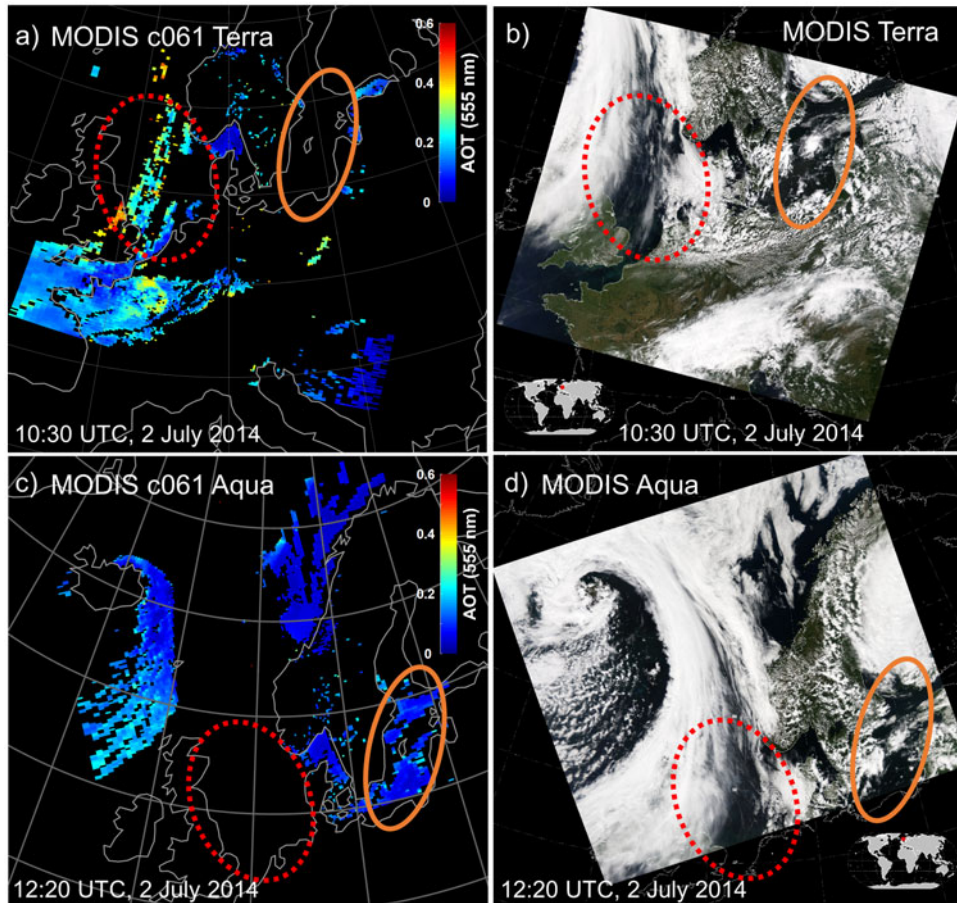 a) MODIS c061 Terra
0.6
0.4
0.2
0
AOT (555 nm)
10:30 UTC, 2 July 2014
b)
MODIS Terra
10:30 UTC, 2 July 2014
c) MODIS c061 Aqua
0.6
0.4
0.2
0
AOT (555 nm)
12:20 UTC, 2 July 2014
d) MODIS Aqua
12:20 UTC, 2 July 2014